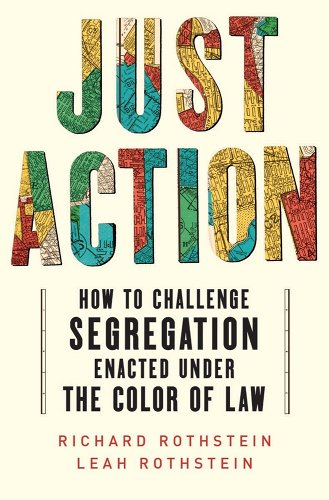 JUST
ACTION
HOW TO CHALLENGE
SEGREGATION
ENACTED UNDER
THE COLOR OF LAW
RICHARD ROTHSTEIN
LEAH ROTHSTEIN